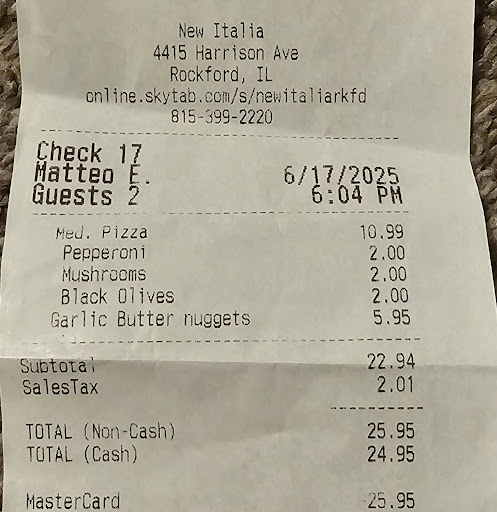 New Italia
4415 Harrison Ave
Rockford, IL
online.skytab.com/s/newitaliarkfd
815-399-2220
Check 17
Matteo E. 6/17/2025
Guests 2 6:04 PM
Med. Pizza 10.99
Pepperoni 2.00
Mushrooms 2.00
Black Olives 2.00
Garlic Butter nuggets 5.95
Subtotal 22.94
SalesTax 2.01
TOTAL (Non-Cash) 25.95
TOTAL (Cash) 24.95
MasterCard -25.95